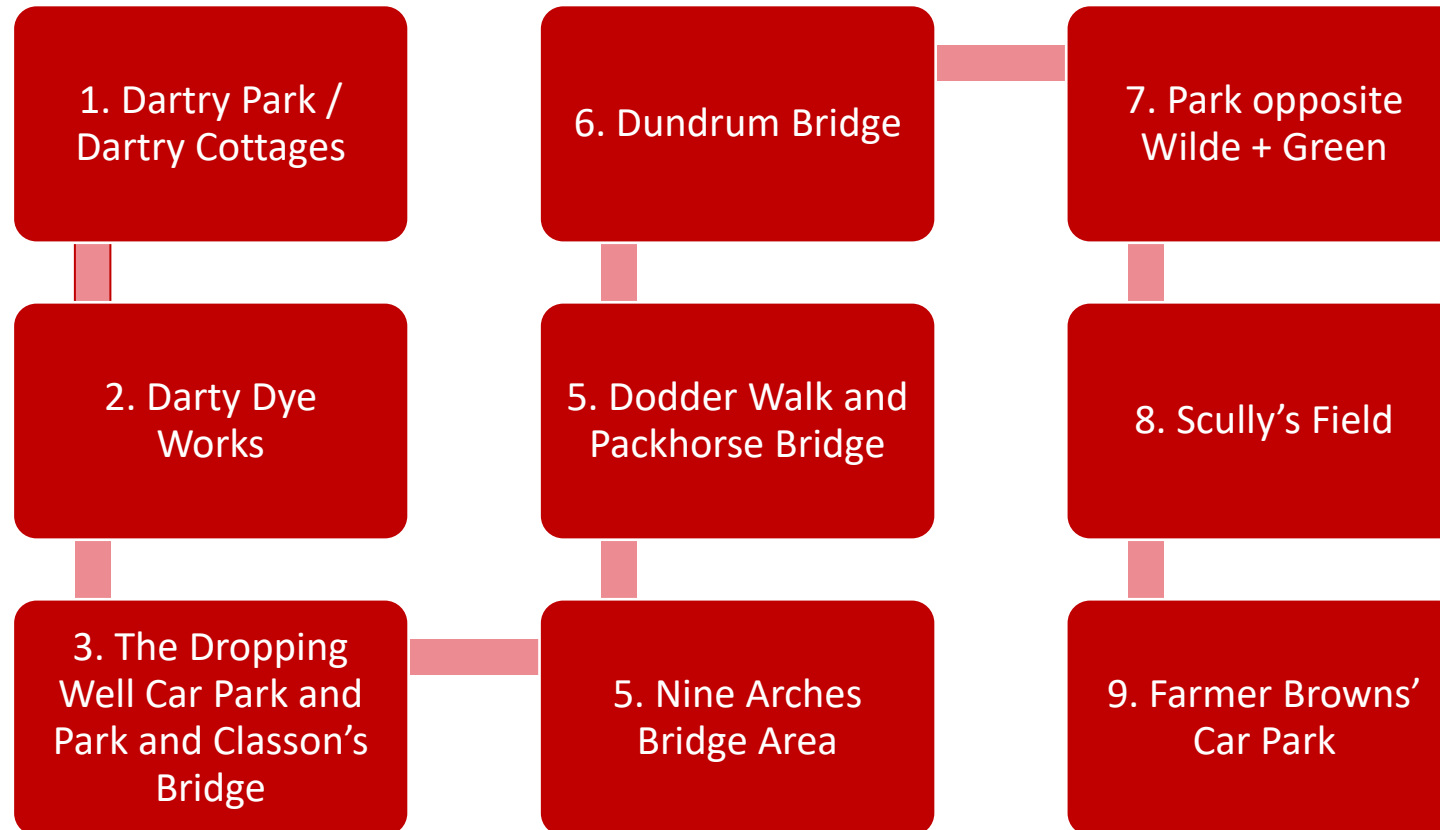 1. Dartry Park /
Dartry Cottages
2. Darty Dye
Works
3. The Dropping
Well Car Park and
Park and Classon’s
Bridge
5. Nine Arches
Bridge Area
5. Dodder Walk and
Packhorse Bridge
6. Dundrum Bridge
7. Park opposite
Wilde + Green
8. Scully’s Field
9. Farmer Browns’
Car Park